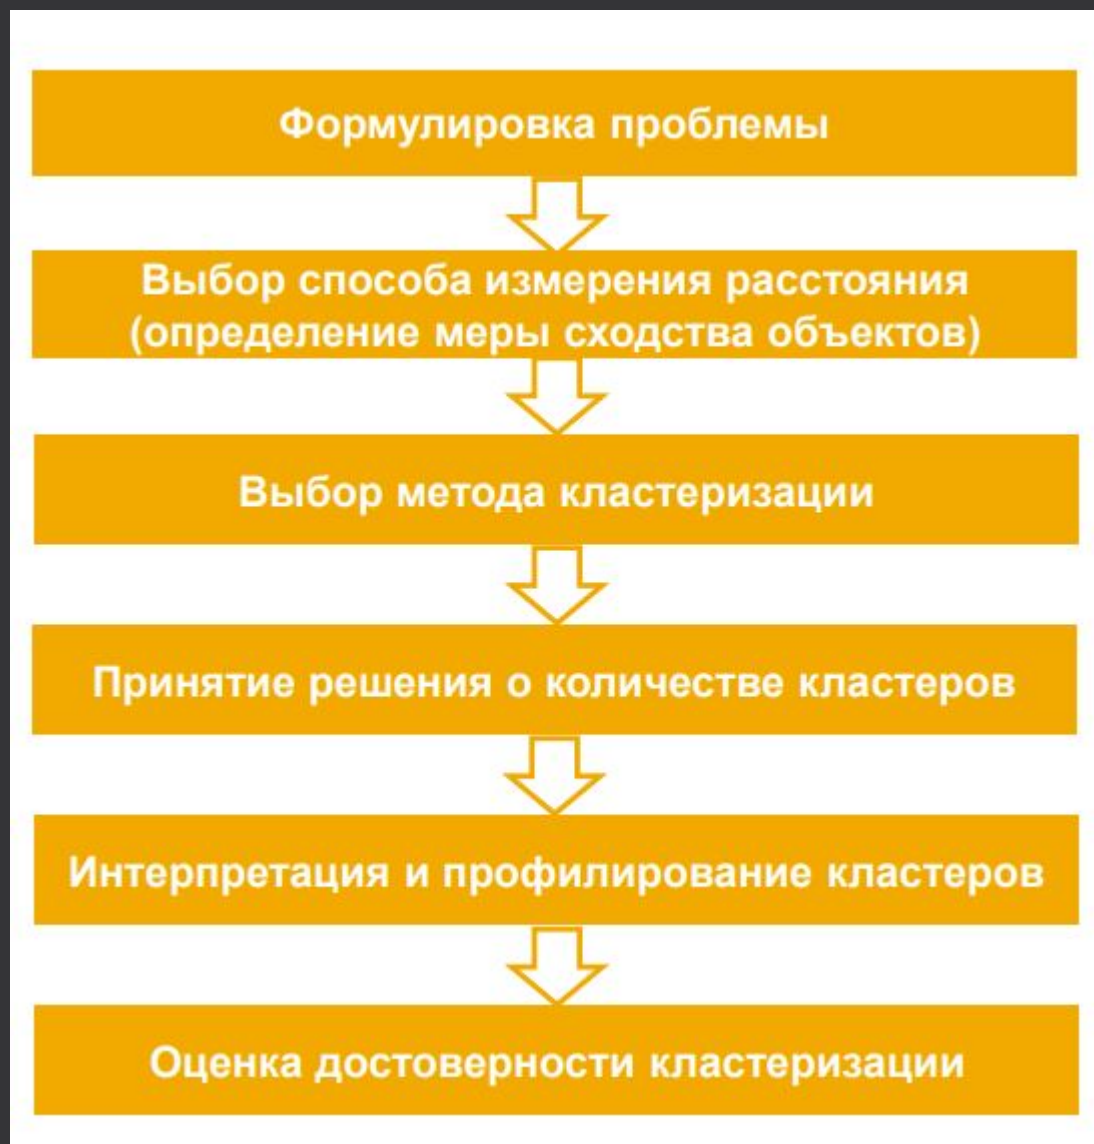 Формулировка проблемы
Выбор способа измерения расстояния
(определение меры сходства объектов)
Выбор метода кластеризации
Принятие решения о количестве кластеров
Интерпретация и профилирование кластеров
Оценка достоверности кластеризации